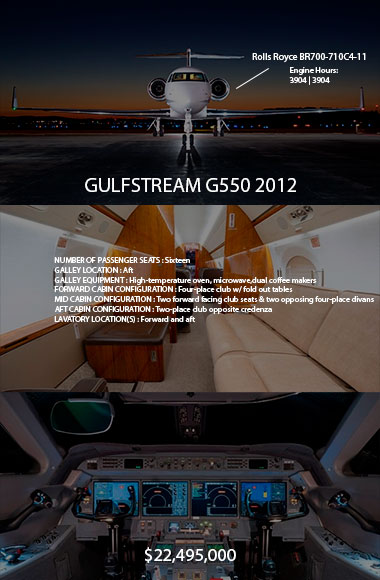 Rolls Royce BR700-710C4-11
Engine Hours:
3904 | 3904
GULFSTREAM G550 2012
NUMBER OF PASSENGER SEATS : Sixteen
GALLEY LOCATION : Aft
GALLEY EQUIPMENT : High-temperature oven, microwave,dual coffee makers
FORWARD CABIN CONFIGURATION : Four-place club w/ fold out tables
MID CABIN CONFIGURATION : Two forward facing club seats & two opposing four-place divans
AFT CABIN CONFIGURATION : Two-place club opposite credenza
LAVATORY LOCATION(S) : Forward and aft
$22,495,000